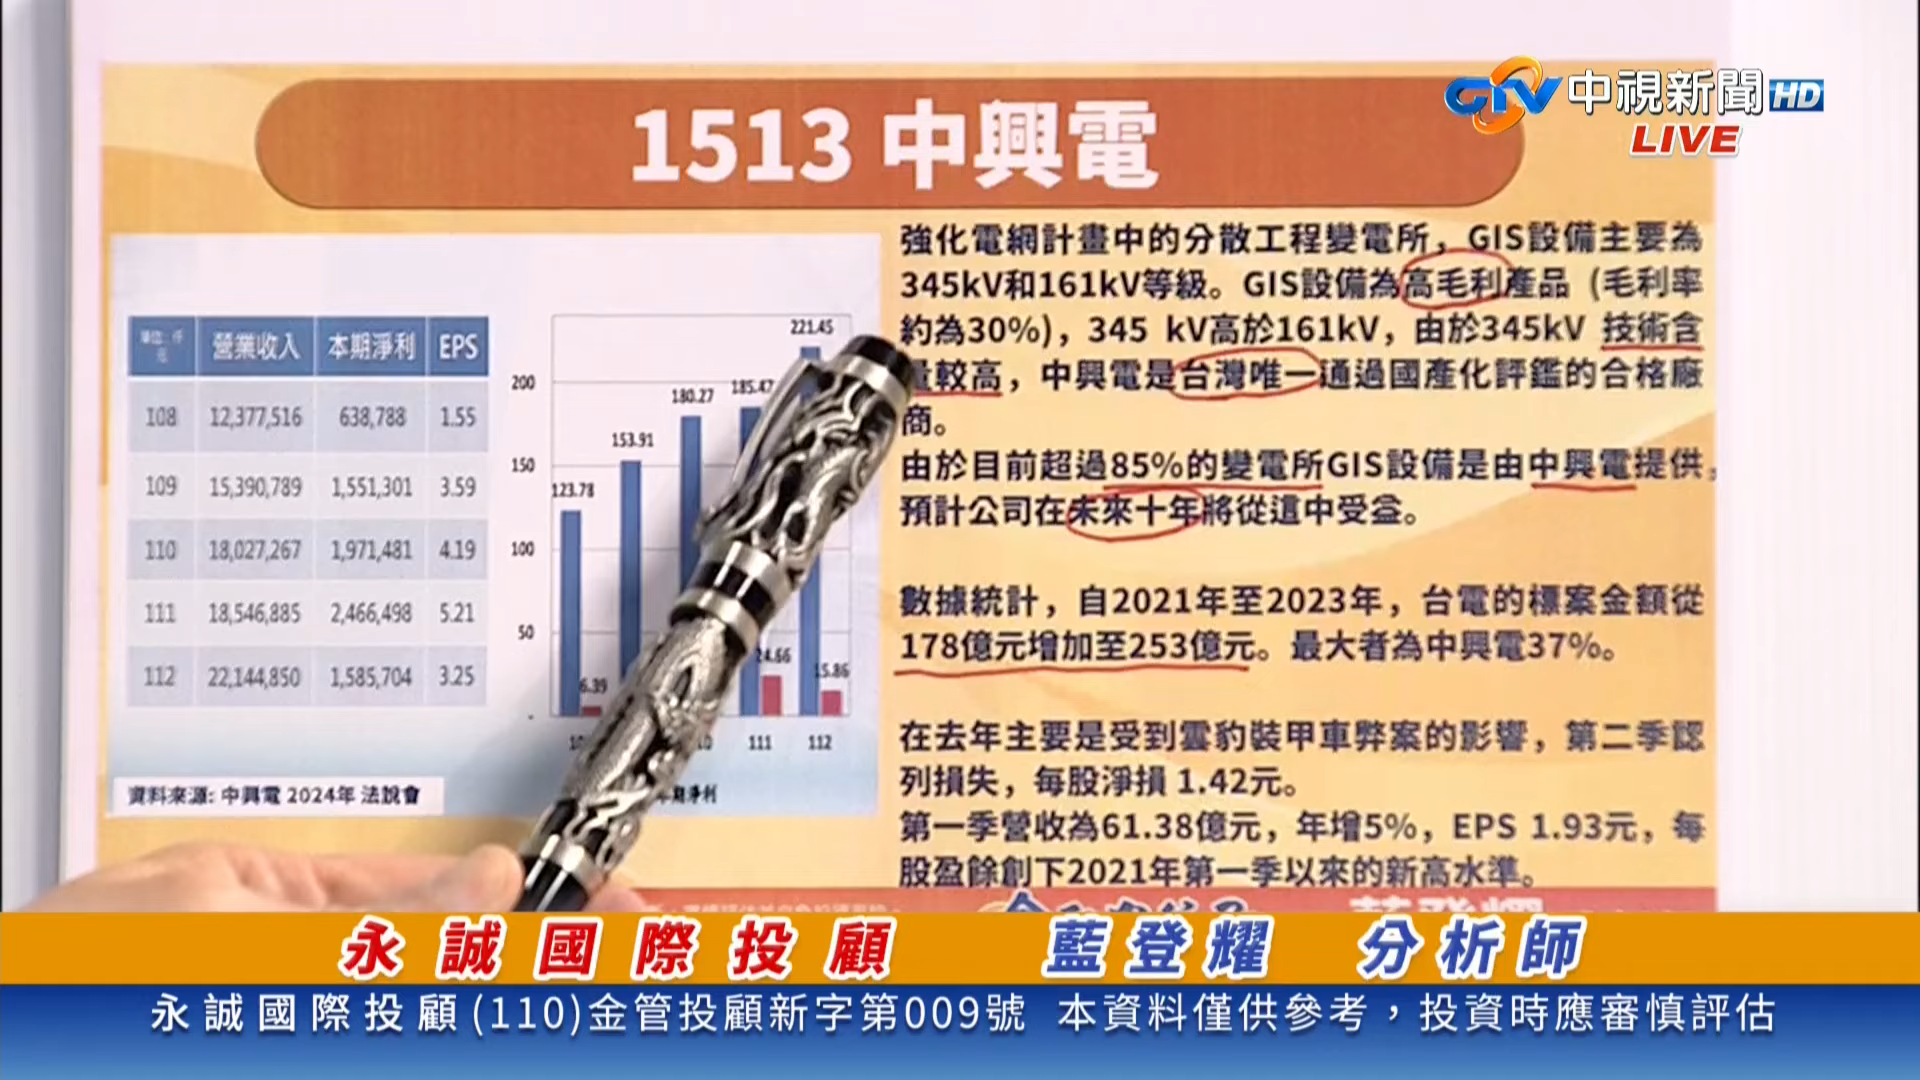 CTV中視新聞HD
LIVE
1513 中興電
單位:仟元 營業收入 本期淨利 EPS
108 12,377,516 638,788 1.55
109 15,390,789 1,551,301 3.59
110 18,027,267 1,971,481 4.19
111 18,546,885 2,466,498 5.21
112 22,144,850 1,585,704 3.25
資料來源: 中興電 2024年 法說會
221.45
200
185.47
180.27
153.91
150
123.78
100
50
24.66
15.86
6.39
111 112
期淨利
強化電網計畫中的分散工程變電所，GIS設備主要為
345kV和161kV等級。GIS設備為高毛利產品 (毛利率
約為30%)，345 kV高於161kV，由於345kV 技術含
量較高，中興電是台灣唯一通過國產化評鑑的合格廠
商。
由於目前超過85%的變電所GIS設備是由中興電提供，
預計公司在未來十年將從這中受益。
數據統計，自2021年至2023年，台電的標案金額從
178億元增加至253億元。最大者為中興電37%。
在去年主要是受到雲豹裝甲車弊案的影響，第二季認
列損失，每股淨損 1.42元。
第一季營收為61.38億元，年增5%，EPS 1.93元，每
股盈餘創下2021年第一季以來的新高水準。
永誠國際投顧 藍登耀 分析師
永誠國際投顧(110)金管投顧新字第009號 本資料僅供參考，投資時應審慎評估